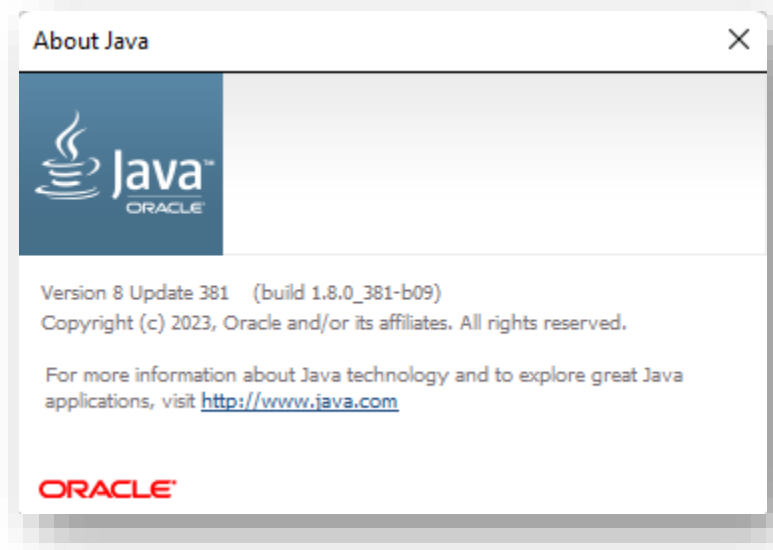 About Java
Java™
ORACLE
Version 8 Update 381 (build 1.8.0_381-b09)
Copyright (c) 2023, Oracle and/or its affiliates. All rights reserved.
For more information about Java technology and to explore great Java
applications, visit http://www.java.com
ORACLE